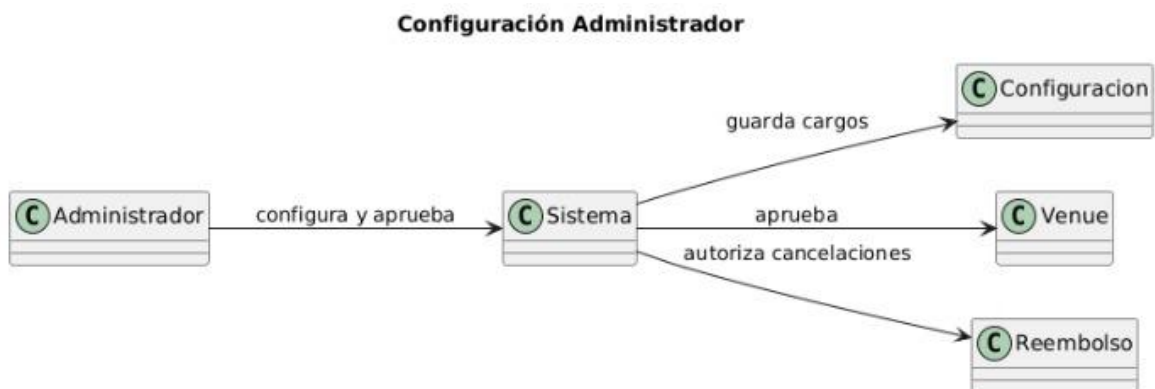 Configuración Administrador
C Configuracion
guarda cargos
C Administrador
configura y aprueba
C Sistema
aprueba
C Venue
autoriza cancelaciones
C Reembolso